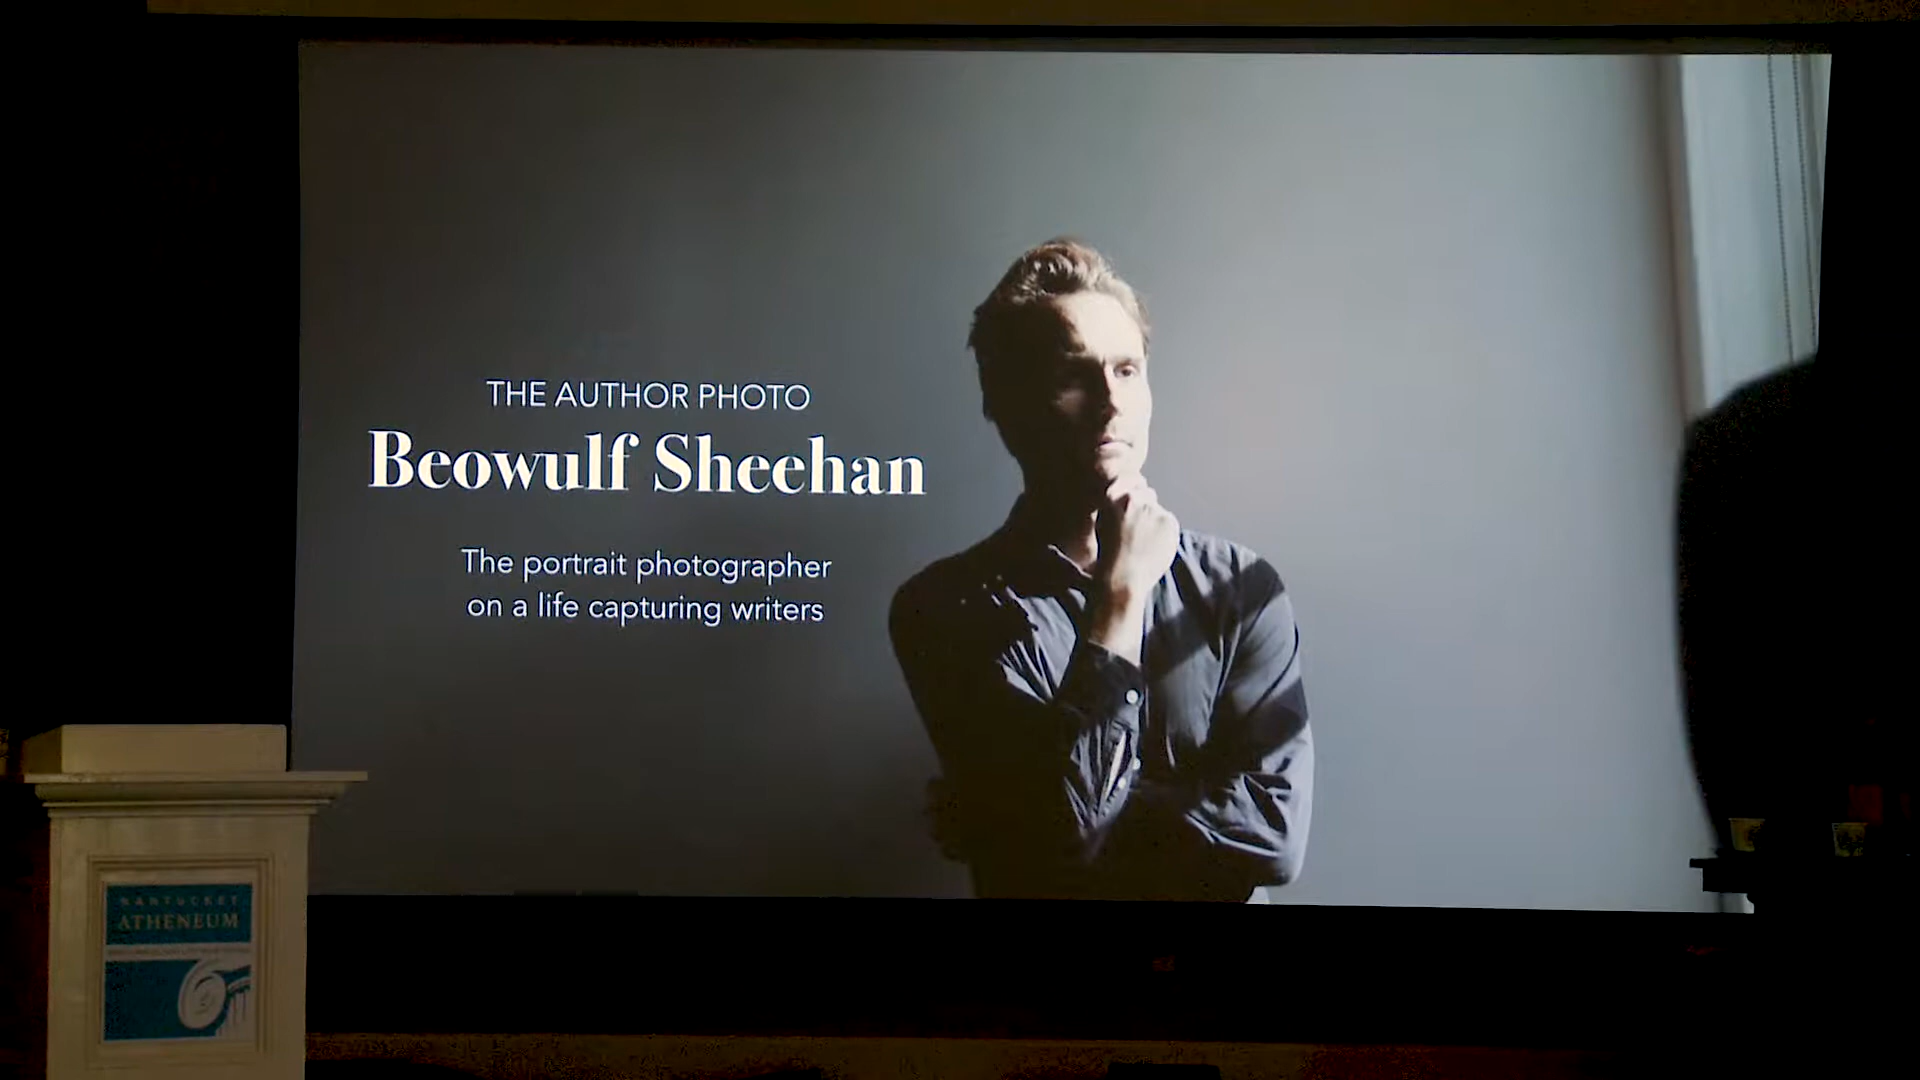 THE AUTHOR PHOTO
Beowulf Sheehan
The portrait photographer
on a life capturing writers
NANTUCKET
ATHENEUM